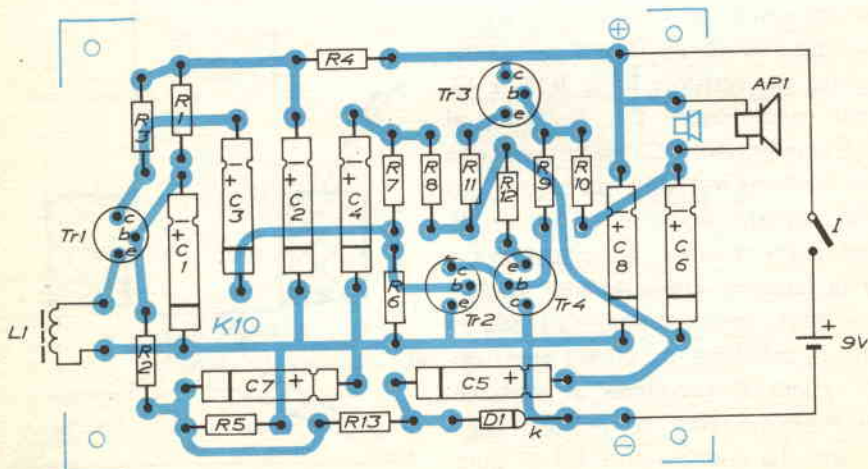 +
R4
AP1
Tr3
c
b
e
R3
R1
R7
R8
R11
R12
R9
R10
− + C3
− + C2
− + C4
− + C8
− + C6
I
Tr1
c
b
e
+ C1
R6
c
b
e
Tr2
e
b
c
Tr4
L1
K10
R2
+
9V
C7 +
C5 +
R5
R13
D1
k
−